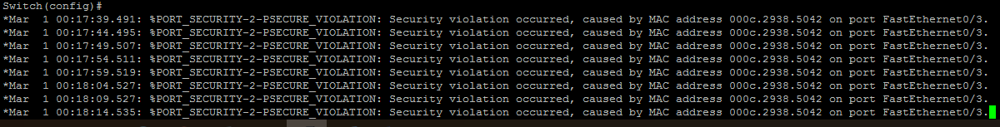 Switch(config)#
*Mar  1 00:17:39.491: %PORT_SECURITY-2-PSECURE_VIOLATION: Security violation occurred, caused by MAC address 000c.2938.5042 on port FastEthernet0/3.
*Mar  1 00:17:44.495: %PORT_SECURITY-2-PSECURE_VIOLATION: Security violation occurred, caused by MAC address 000c.2938.5042 on port FastEthernet0/3.
*Mar  1 00:17:49.507: %PORT_SECURITY-2-PSECURE_VIOLATION: Security violation occurred, caused by MAC address 000c.2938.5042 on port FastEthernet0/3.
*Mar  1 00:17:54.511: %PORT_SECURITY-2-PSECURE_VIOLATION: Security violation occurred, caused by MAC address 000c.2938.5042 on port FastEthernet0/3.
*Mar  1 00:17:59.519: %PORT_SECURITY-2-PSECURE_VIOLATION: Security violation occurred, caused by MAC address 000c.2938.5042 on port FastEthernet0/3.
*Mar  1 00:18:04.527: %PORT_SECURITY-2-PSECURE_VIOLATION: Security violation occurred, caused by MAC address 000c.2938.5042 on port FastEthernet0/3.
*Mar  1 00:18:09.527: %PORT_SECURITY-2-PSECURE_VIOLATION: Security violation occurred, caused by MAC address 000c.2938.5042 on port FastEthernet0/3.
*Mar  1 00:18:14.535: %PORT_SECURITY-2-PSECURE_VIOLATION: Security violation occurred, caused by MAC address 000c.2938.5042 on port FastEthernet0/3.